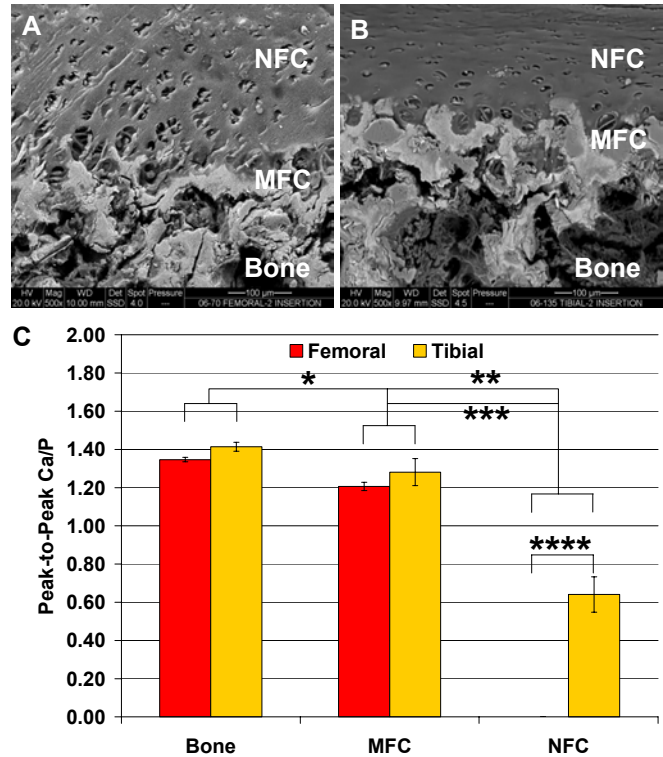 A
NFC
MFC
Bone
HV Mag WD Det Spot Pressure
20.0 kV 500x 10.00 mm SSD 4.0 --- 100 µm 06-70 FEMORAL-2 INSERTION
B
NFC
MFC
Bone
HV Mag WD Det Spot Pressure
20.0 kV 500x 9.97 mm SSD 4.5 --- 100 µm 06-135 TIBIAL-2 INSERTION
C
Peak-to-Peak Ca/P
2.00
1.80
1.60
1.40
1.20
1.00
0.80
0.60
0.40
0.20
0.00
Femoral Tibial
* **
***
****
Bone MFC NFC